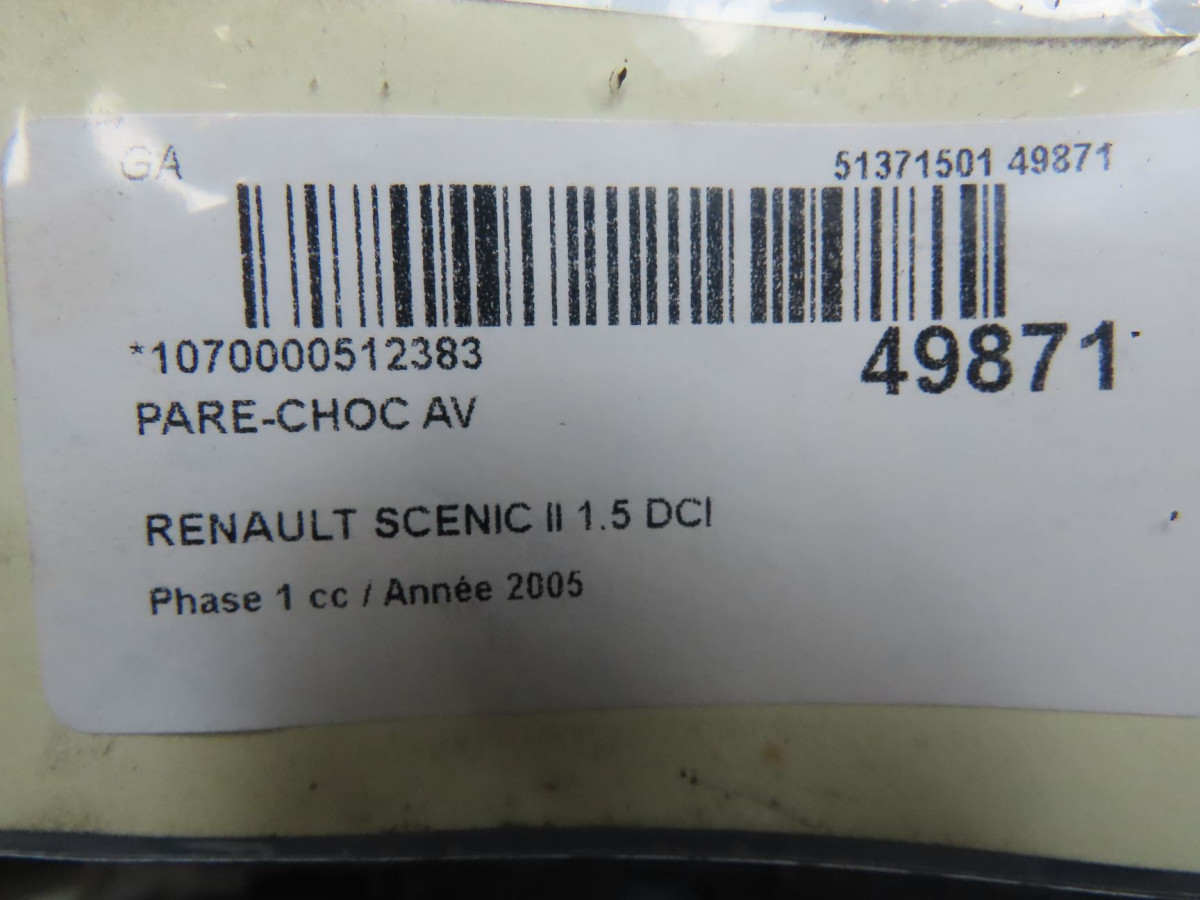 GA
51371501 49871
*1070000512383
49871
PARE-CHOC AV
RENAULT SCENIC II 1.5 DCI
Phase 1 cc / Année 2005